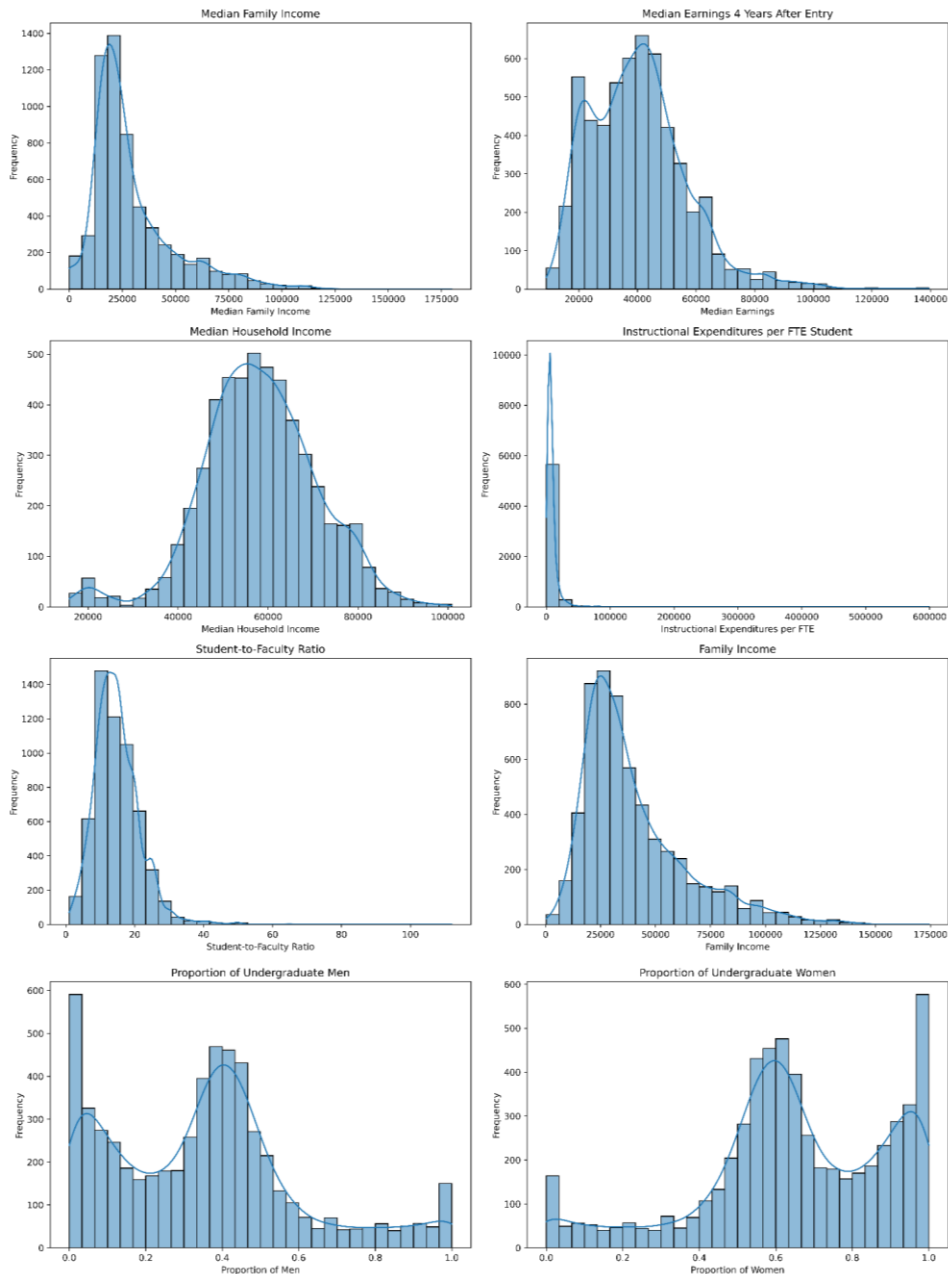 Median Family Income
1400
1200
1000
800
600
400
200
0
Frequency
0 25000 50000 75000 100000 125000 150000 175000
Median Family Income
Median Earnings 4 Years After Entry
600
500
400
300
200
100
0
Frequency
20000 40000 60000 80000 100000 120000 140000
Median Earnings
Median Household Income
500
400
300
200
100
0
Frequency
20000 40000 60000 80000 100000
Median Household Income
Instructional Expenditures per FTE Student
10000
8000
6000
4000
2000
0
Frequency
0 100000 200000 300000 400000 500000 600000
Instructional Expenditures per FTE
Student-to-Faculty Ratio
1400
1200
1000
800
600
400
200
0
Frequency
0 20 40 60 80 100
Student-to-Faculty Ratio
Family Income
800
600
400
200
0
Frequency
0 25000 50000 75000 100000 125000 150000 175000
Family Income
Proportion of Undergraduate Men
600
500
400
300
200
100
0
Frequency
0.0 0.2 0.4 0.6 0.8 1.0
Proportion of Men
Proportion of Undergraduate Women
600
500
400
300
200
100
0
Frequency
0.0 0.2 0.4 0.6 0.8 1.0
Proportion of Women